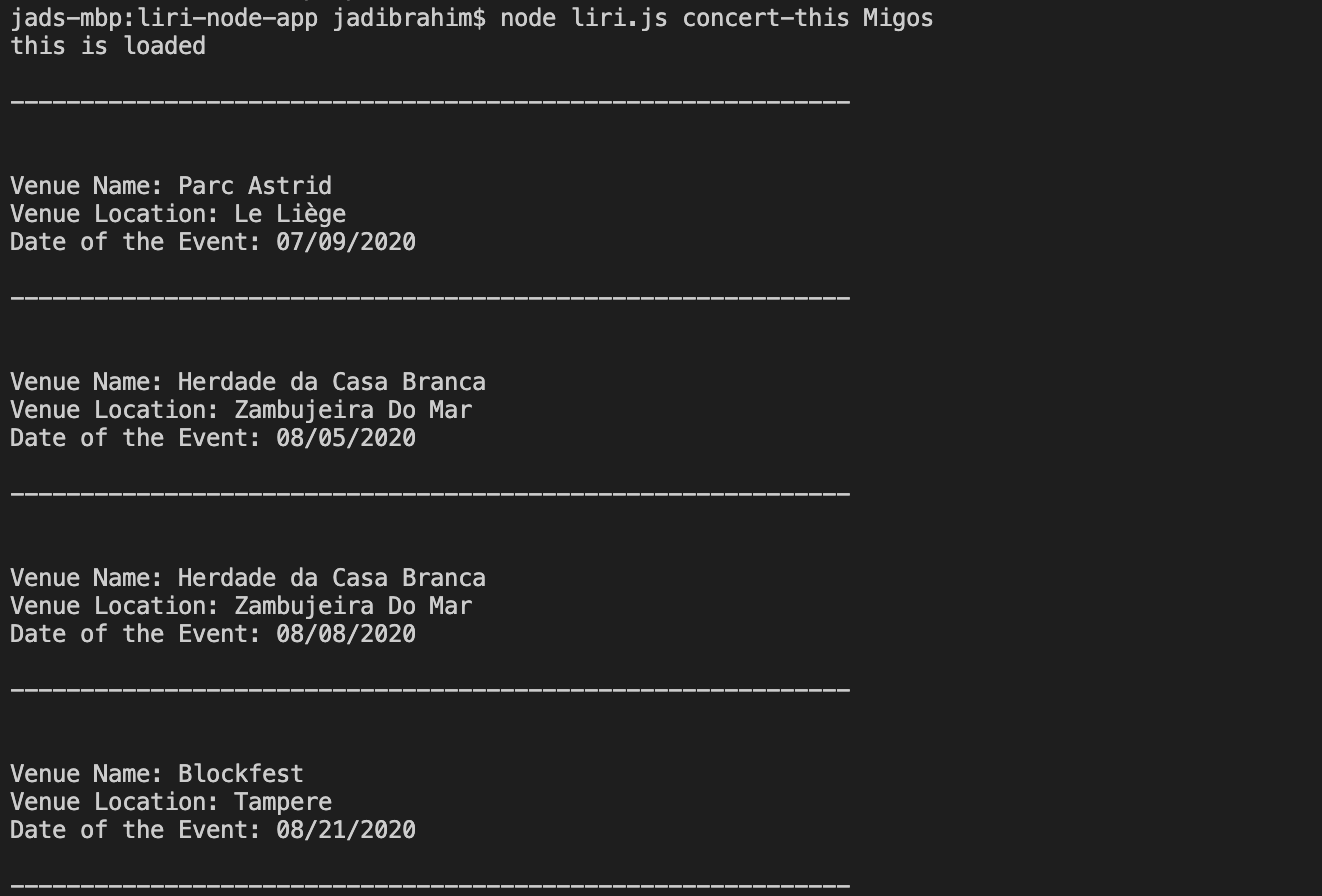 jads-mbp:liri-node-app jadibrahim$ node liri.js concert-this Migos
this is loaded
------------------------------------------------------------
Venue Name: Parc Astrid
Venue Location: Le Liège
Date of the Event: 07/09/2020
------------------------------------------------------------
Venue Name: Herdade da Casa Branca
Venue Location: Zambujeira Do Mar
Date of the Event: 08/05/2020
------------------------------------------------------------
Venue Name: Herdade da Casa Branca
Venue Location: Zambujeira Do Mar
Date of the Event: 08/08/2020
------------------------------------------------------------
Venue Name: Blockfest
Venue Location: Tampere
Date of the Event: 08/21/2020
------------------------------------------------------------